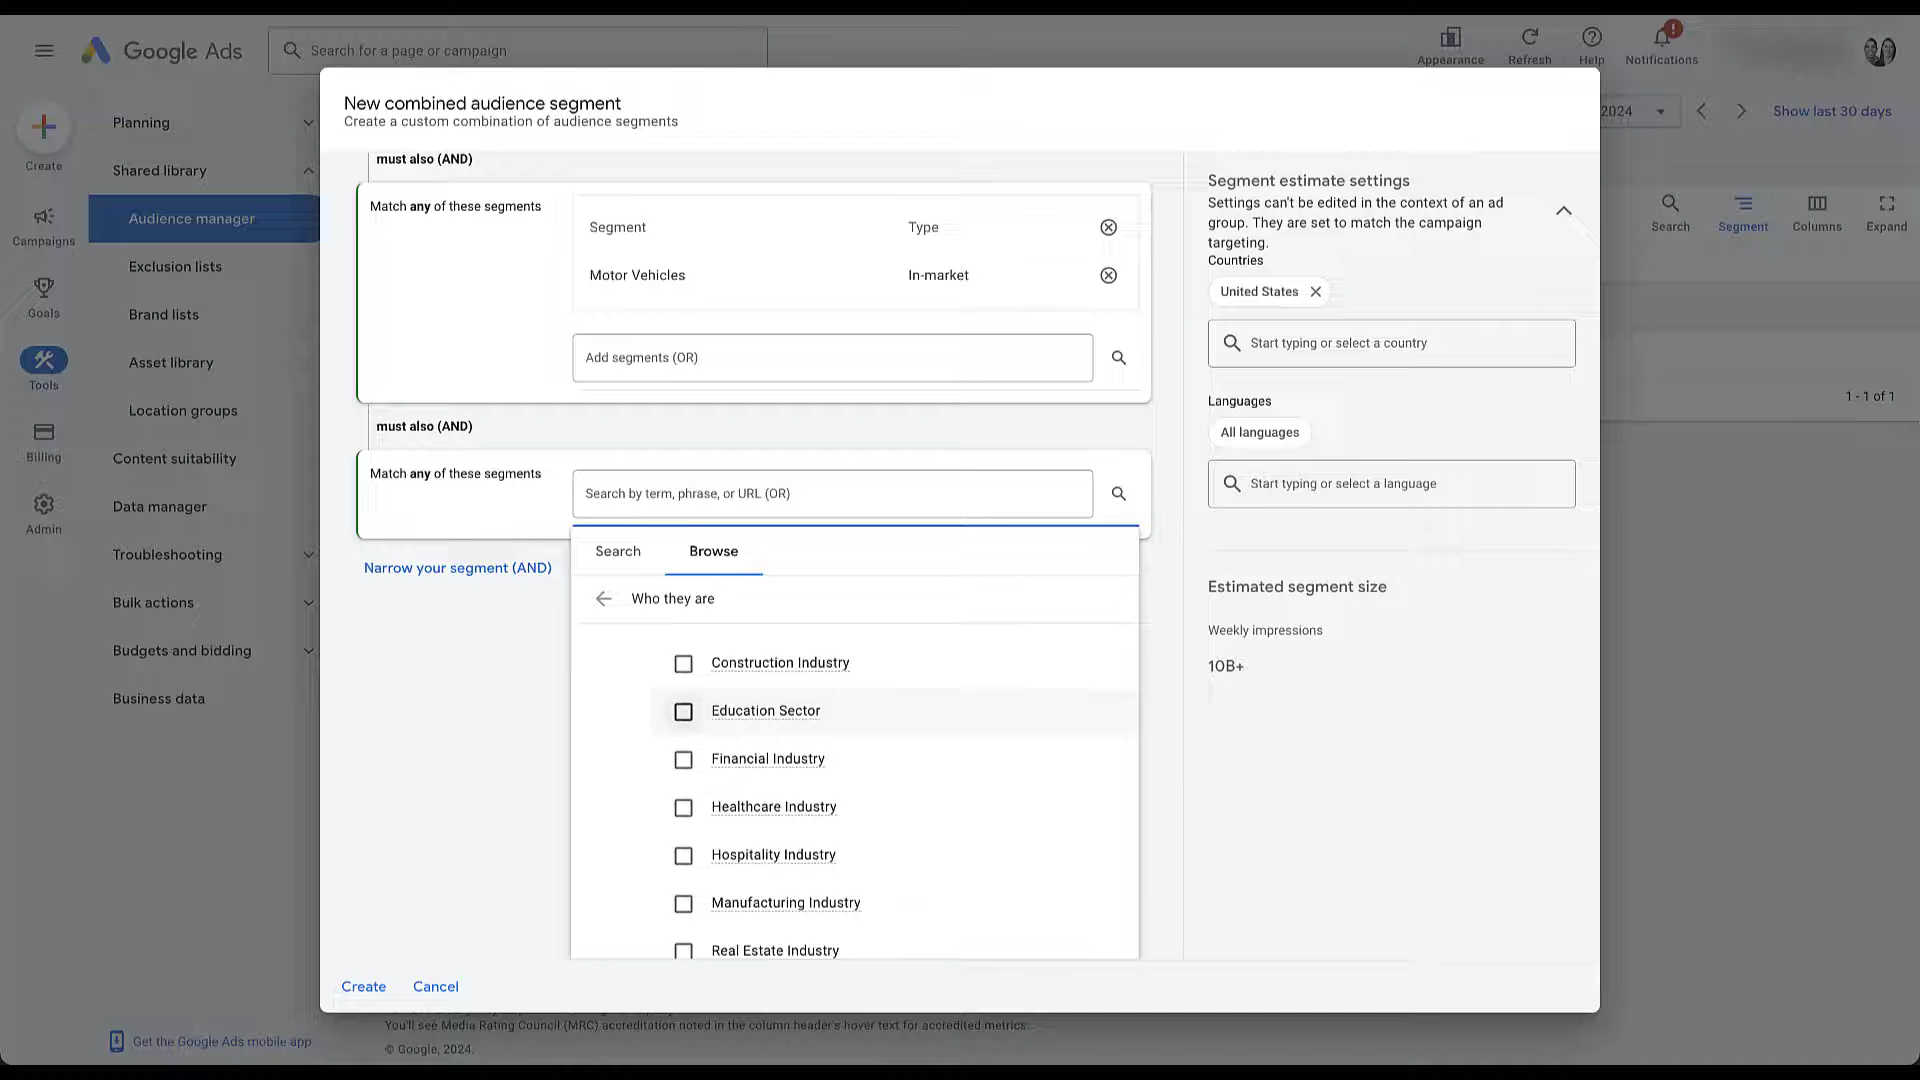 Google Ads
Search for a page or campaign
Appearance
Refresh
Help
!
Notifications
Create
Campaigns
Goals
Tools
Billing
Admin
Planning
Shared library
Audience manager
Exclusion lists
Brand lists
Asset library
Location groups
Content suitability
Data manager
Troubleshooting
Bulk actions
Budgets and bidding
Business data
Get the Google Ads mobile app
New combined audience segment
Create a custom combination of audience segments
must also (AND)
Match any of these segments
Segment Type
Motor Vehicles In-market
Add segments (OR)
must also (AND)
Match any of these segments
Search by term, phrase, or URL (OR)
Narrow your segment (AND)
Search Browse
Who they are
Construction Industry
Education Sector
Financial Industry
Healthcare Industry
Hospitality Industry
Manufacturing Industry
Real Estate Industry
Create Cancel
Segment estimate settings
Settings can't be edited in the context of an ad
group. They are set to match the campaign
targeting.
Countries
United States
Start typing or select a country
Languages
All languages
Start typing or select a language
Estimated segment size
Weekly impressions
10B+
2024
Show last 30 days
Search
Segment
Columns
Expand
1 - 1 of 1
You'll see Media Rating Council (MRC) accreditation noted in the column header's hover text for accredited metrics.
© Google, 2024.